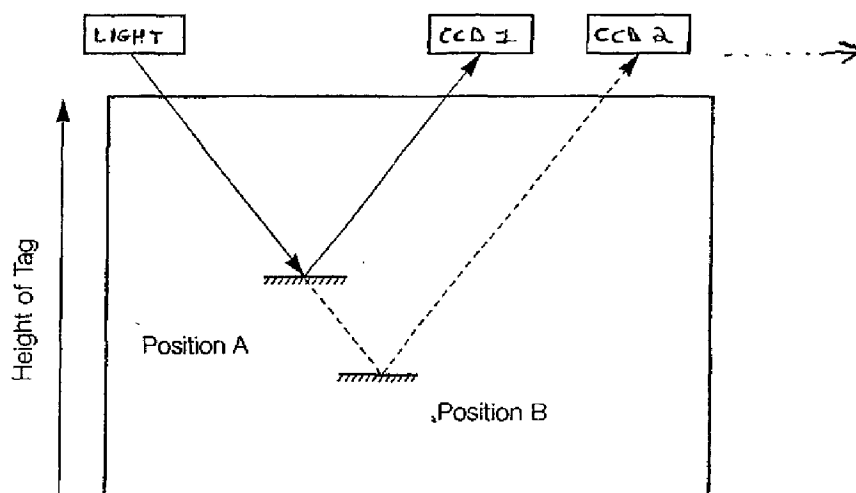 LIGHT
CCD 1
CCD 2
Height of Tag
Position A
Position B